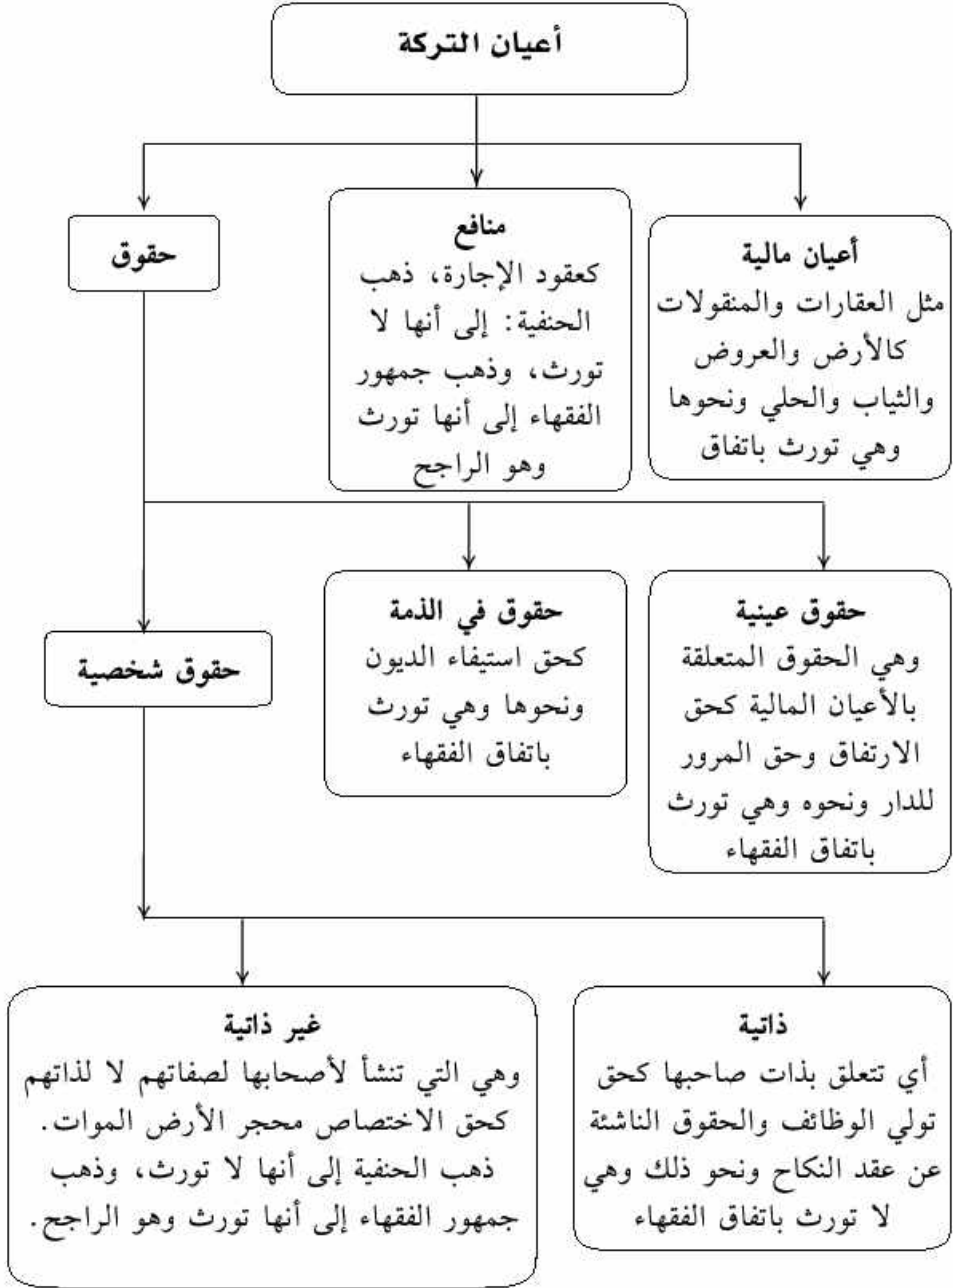 أعيان التركة
أعيان مالية
مثل العقارات والمنقولات
كالأرض والعروض
والثياب والحلي ونحوها
وهي تورث باتفاق
منافع
كعقود الإجارة، ذهب
الحنفية: إلى أنها لا
تورث، وذهب جمهور
الفقهاء إلى أنها تورث
وهو الراجح
حقوق
حقوق عينية
وهي الحقوق المتعلقة
بالأعيان المالية كحق
الارتفاق وحق المرور
للدار ونحوه وهي تورث
باتفاق الفقهاء
حقوق في الذمة
كحق استيفاء الديون
ونحوها وهي تورث
باتفاق الفقهاء
حقوق شخصية
ذاتية
أي تتعلق بذات صاحبها كحق
تولي الوظائف والحقوق الناشئة
عن عقد النكاح ونحو ذلك وهي
لا تورث باتفاق الفقهاء
غير ذاتية
وهي التي تنشأ لأصحابها لصفاتهم لا لذاتهم
كحق الاختصاص محجر الأرض الموات.
ذهب الحنفية إلى أنها لا تورث، وذهب
جمهور الفقهاء إلى أنها تورث وهو الراجح.